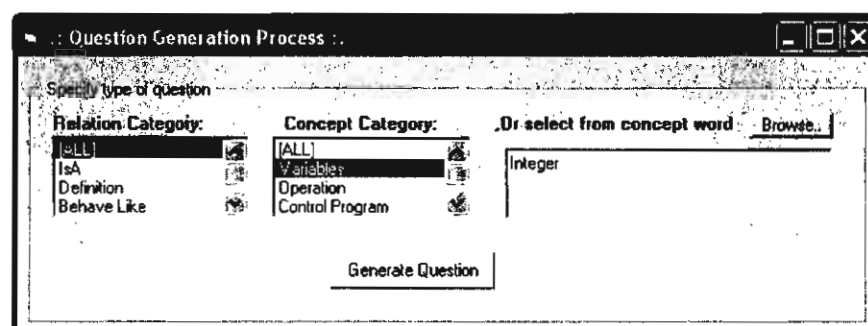 .: Question Generation Process :.
Specify type of question
Relation Category: Concept Category: Or select from concept word Browse..
[ALL] [ALL] Integer
IsA Variables
Definition Operation
Behave Like Control Program
Generate Question